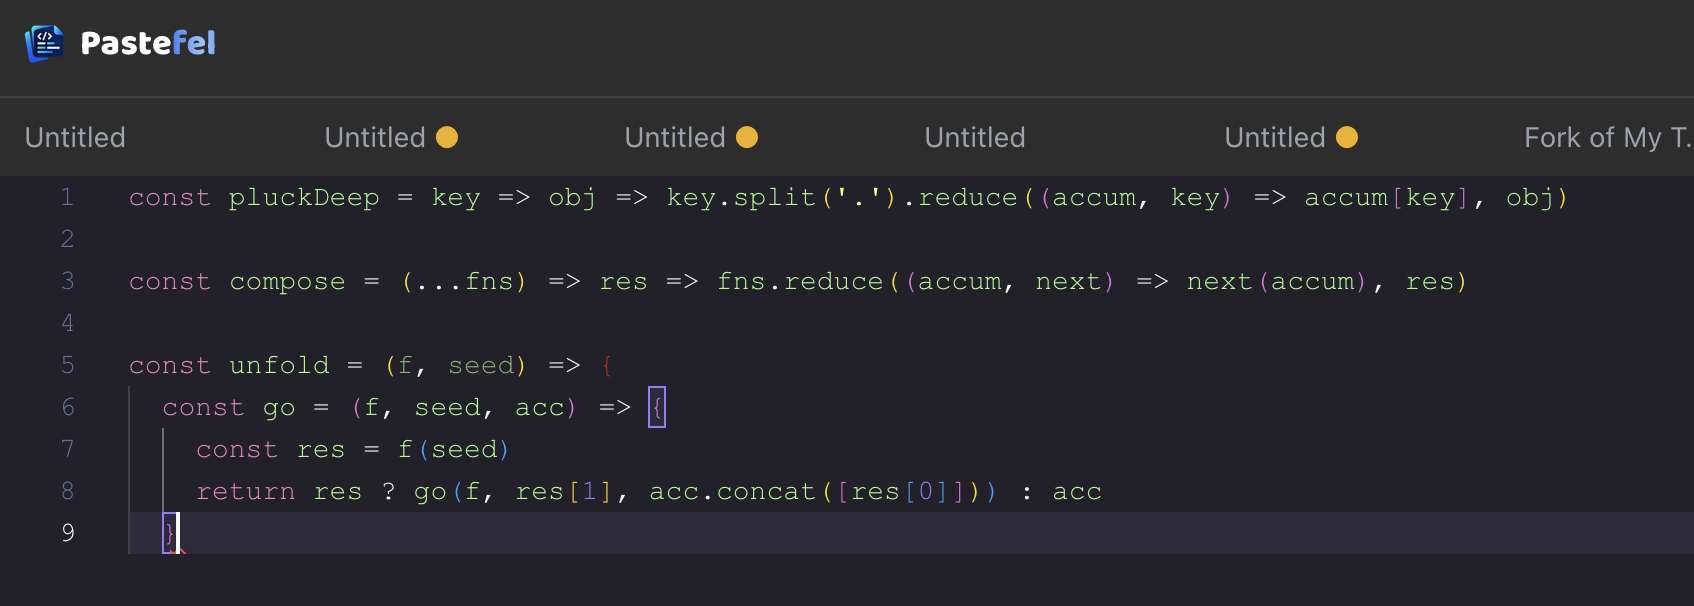 Pastefel
Untitled Untitled Untitled Untitled Untitled Fork of My T.
1 const pluckDeep = key => obj => key.split('.').reduce((accum, key) => accum[key], obj)
2
3 const compose = (...fns) => res => fns.reduce((accum, next) => next(accum), res)
4
5 const unfold = (f, seed) => {
6 const go = (f, seed, acc) => {
7 const res = f(seed)
8 return res ? go(f, res[1], acc.concat([res[0]])) : acc
9 }